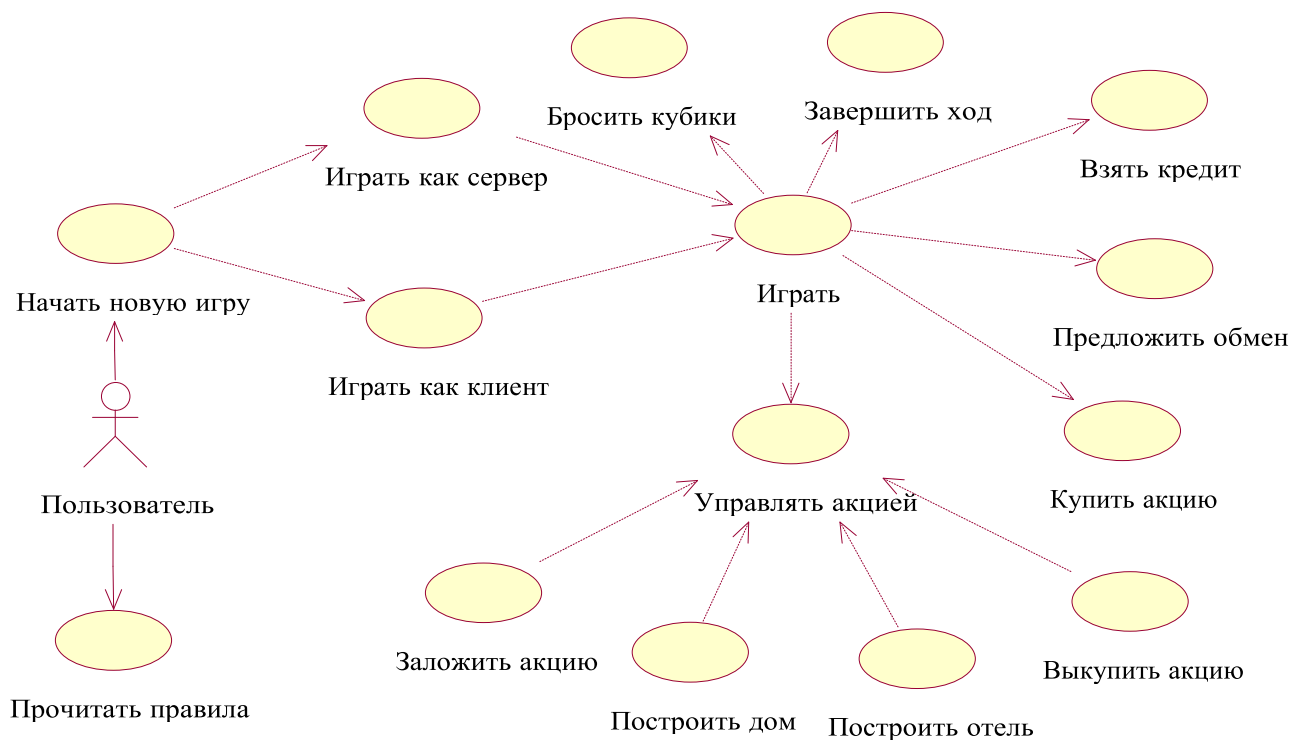 Бросить кубики
Завершить ход
Играть как сервер
Взять кредит
Начать новую игру
Играть
Предложить обмен
Играть как клиент
Пользователь
Управлять акцией
Купить акцию
Заложить акцию
Выкупить акцию
Прочитать правила
Построить дом
Построить отель